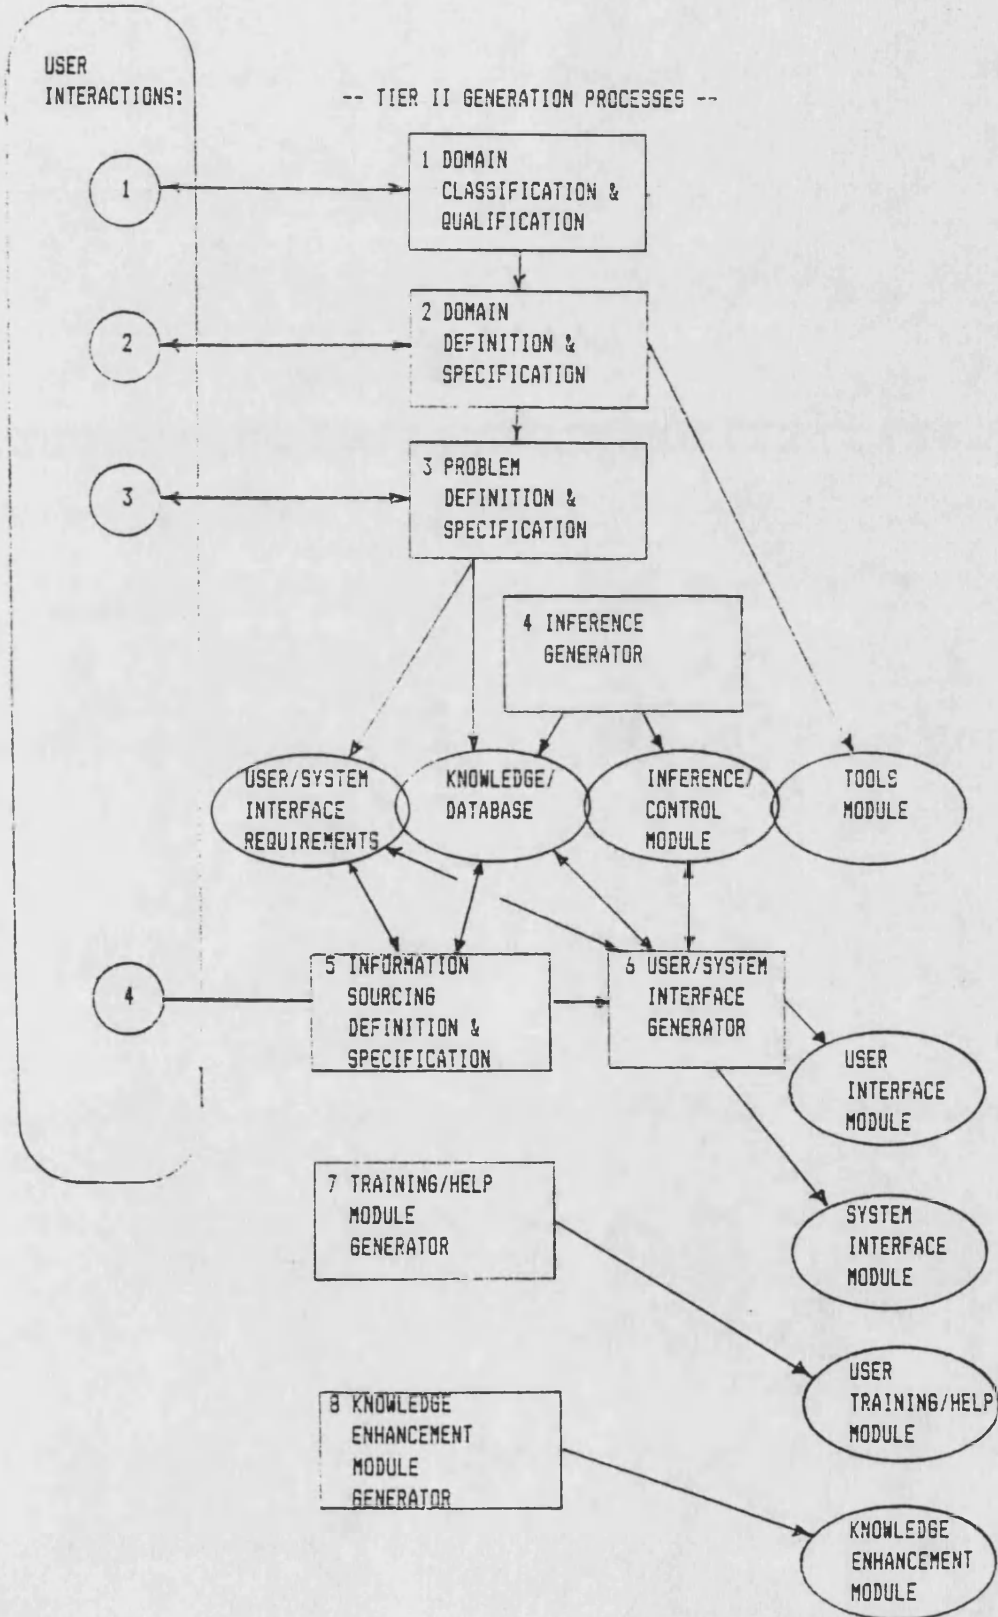 USER
INTERACTIONS:
-- TIER II GENERATION PROCESSES --
1
1 DOMAIN
CLASSIFICATION &
QUALIFICATION
2
2 DOMAIN
DEFINITION &
SPECIFICATION
3
3 PROBLEM
DEFINITION &
SPECIFICATION
4 INFERENCE
GENERATOR
USER/SYSTEM
INTERFACE
REQUIREMENTS
KNOWLEDGE/
DATABASE
INFERENCE/
CONTROL
MODULE
TOOLS
MODULE
4
5 INFORMATION
SOURCING
DEFINITION &
SPECIFICATION
6 USER/SYSTEM
INTERFACE
GENERATOR
USER
INTERFACE
MODULE
7 TRAINING/HELP
MODULE
GENERATOR
SYSTEM
INTERFACE
MODULE
USER
TRAINING/HELP
MODULE
8 KNOWLEDGE
ENHANCEMENT
MODULE
GENERATOR
KNOWLEDGE
ENHANCEMENT
MODULE